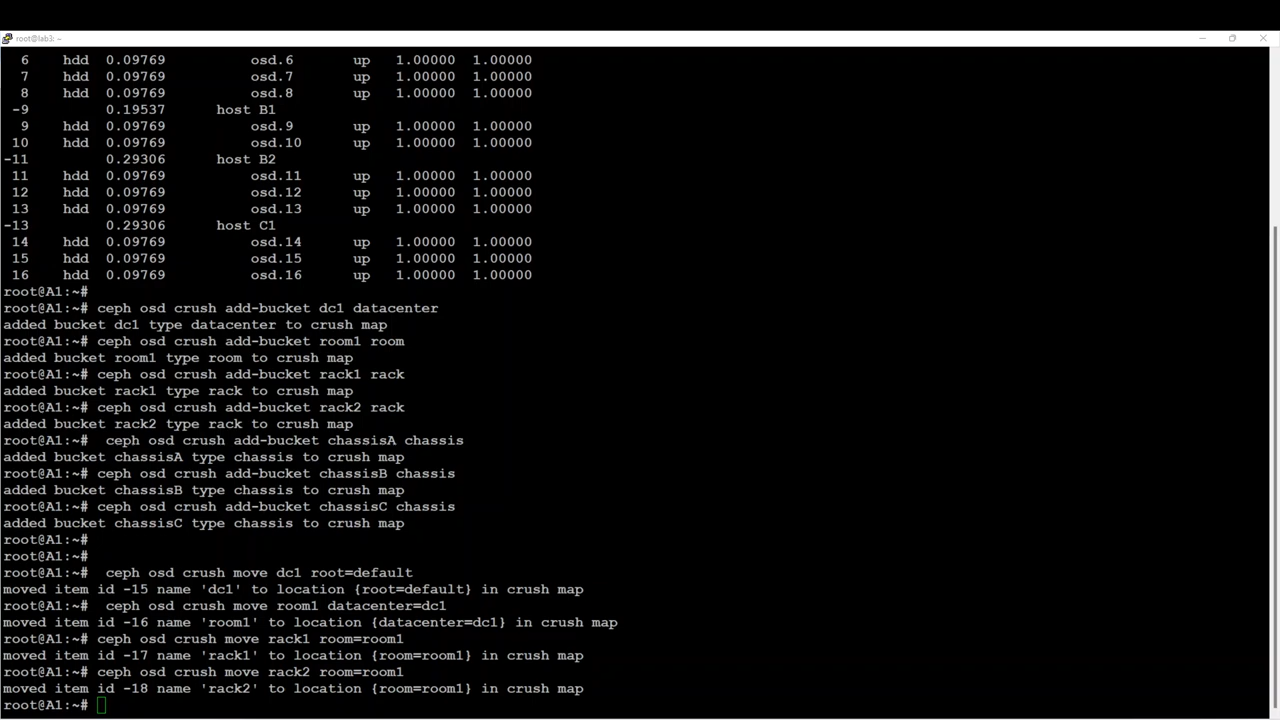 root@lab3: ~
6 hdd 0.09769 osd.6 up 1.00000 1.00000
7 hdd 0.09769 osd.7 up 1.00000 1.00000
8 hdd 0.09769 osd.8 up 1.00000 1.00000
-9 0.19537 host B1
9 hdd 0.09769 osd.9 up 1.00000 1.00000
10 hdd 0.09769 osd.10 up 1.00000 1.00000
-11 0.29306 host B2
11 hdd 0.09769 osd.11 up 1.00000 1.00000
12 hdd 0.09769 osd.12 up 1.00000 1.00000
13 hdd 0.09769 osd.13 up 1.00000 1.00000
-13 0.29306 host C1
14 hdd 0.09769 osd.14 up 1.00000 1.00000
15 hdd 0.09769 osd.15 up 1.00000 1.00000
16 hdd 0.09769 osd.16 up 1.00000 1.00000
root@A1:~#
root@A1:~# ceph osd crush add-bucket dc1 datacenter
added bucket dc1 type datacenter to crush map
root@A1:~# ceph osd crush add-bucket room1 room
added bucket room1 type room to crush map
root@A1:~# ceph osd crush add-bucket rack1 rack
added bucket rack1 type rack to crush map
root@A1:~# ceph osd crush add-bucket rack2 rack
added bucket rack2 type rack to crush map
root@A1:~#  ceph osd crush add-bucket chassisA chassis
added bucket chassisA type chassis to crush map
root@A1:~# ceph osd crush add-bucket chassisB chassis
added bucket chassisB type chassis to crush map
root@A1:~# ceph osd crush add-bucket chassisC chassis
added bucket chassisC type chassis to crush map
root@A1:~#
root@A1:~#
root@A1:~#  ceph osd crush move dc1 root=default
moved item id -15 name 'dc1' to location {root=default} in crush map
root@A1:~#  ceph osd crush move room1 datacenter=dc1
moved item id -16 name 'room1' to location {datacenter=dc1} in crush map
root@A1:~# ceph osd crush move rack1 room=room1
moved item id -17 name 'rack1' to location {room=room1} in crush map
root@A1:~# ceph osd crush move rack2 room=room1
moved item id -18 name 'rack2' to location {room=room1} in crush map
root@A1:~#